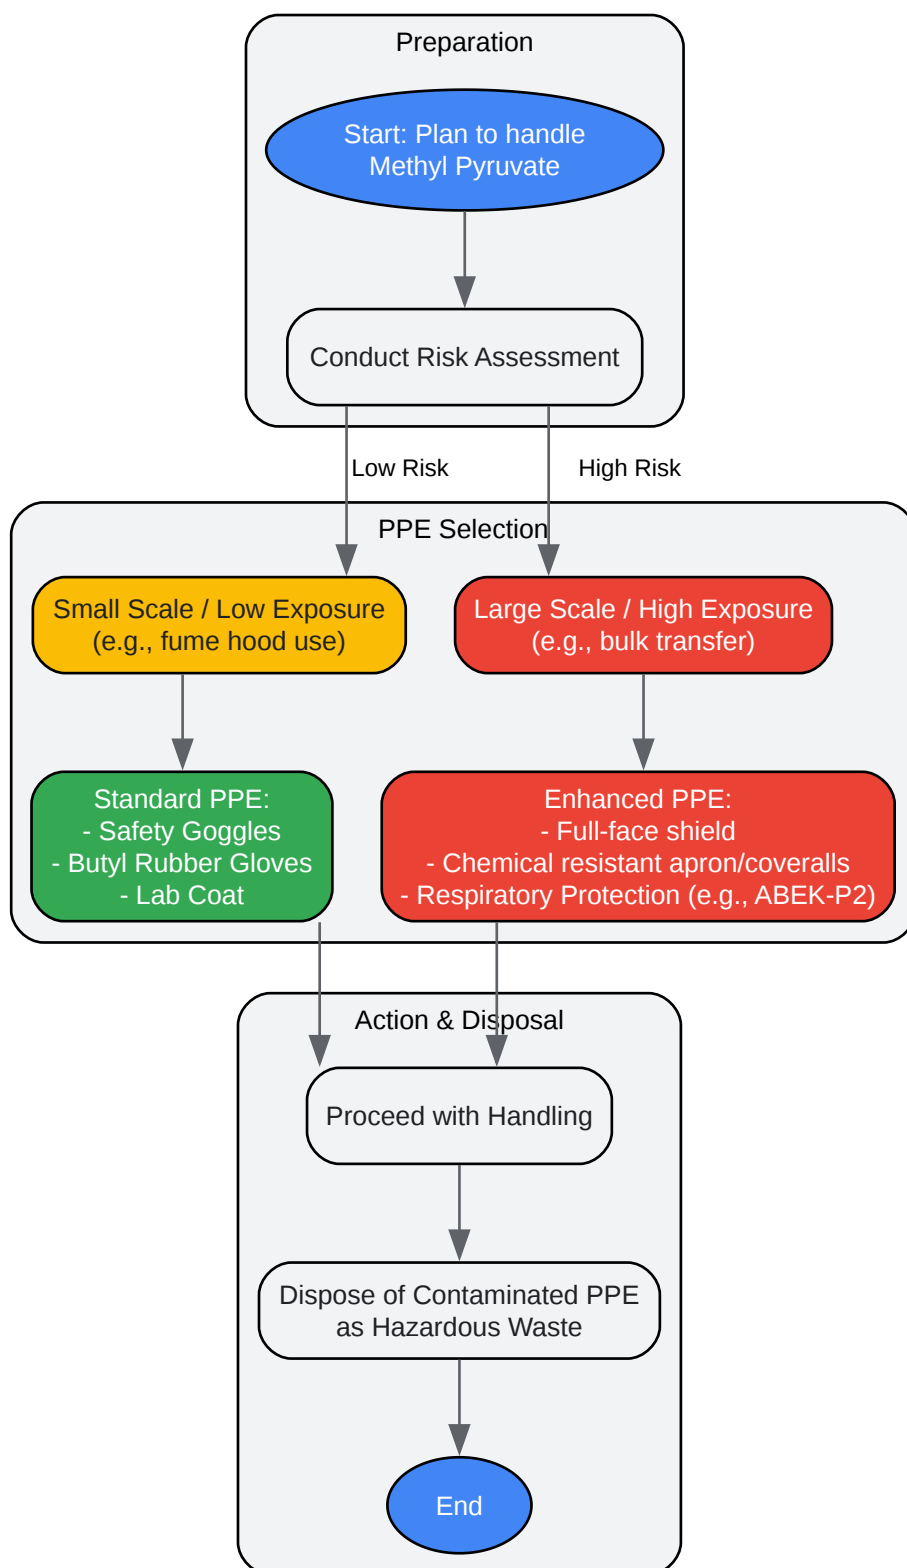 Preparation
Start: Plan to handle
Methyl Pyruvate
Conduct Risk Assessment
Low Risk
High Risk
PPE Selection
Small Scale / Low Exposure
(e.g., fume hood use)
Large Scale / High Exposure
(e.g., bulk transfer)
Standard PPE:
- Safety Goggles
- Butyl Rubber Gloves
- Lab Coat
Enhanced PPE:
- Full-face shield
- Chemical resistant apron/coveralls
- Respiratory Protection (e.g., ABEK-P2)
Action & Disposal
Proceed with Handling
Dispose of Contaminated PPE
as Hazardous Waste
End